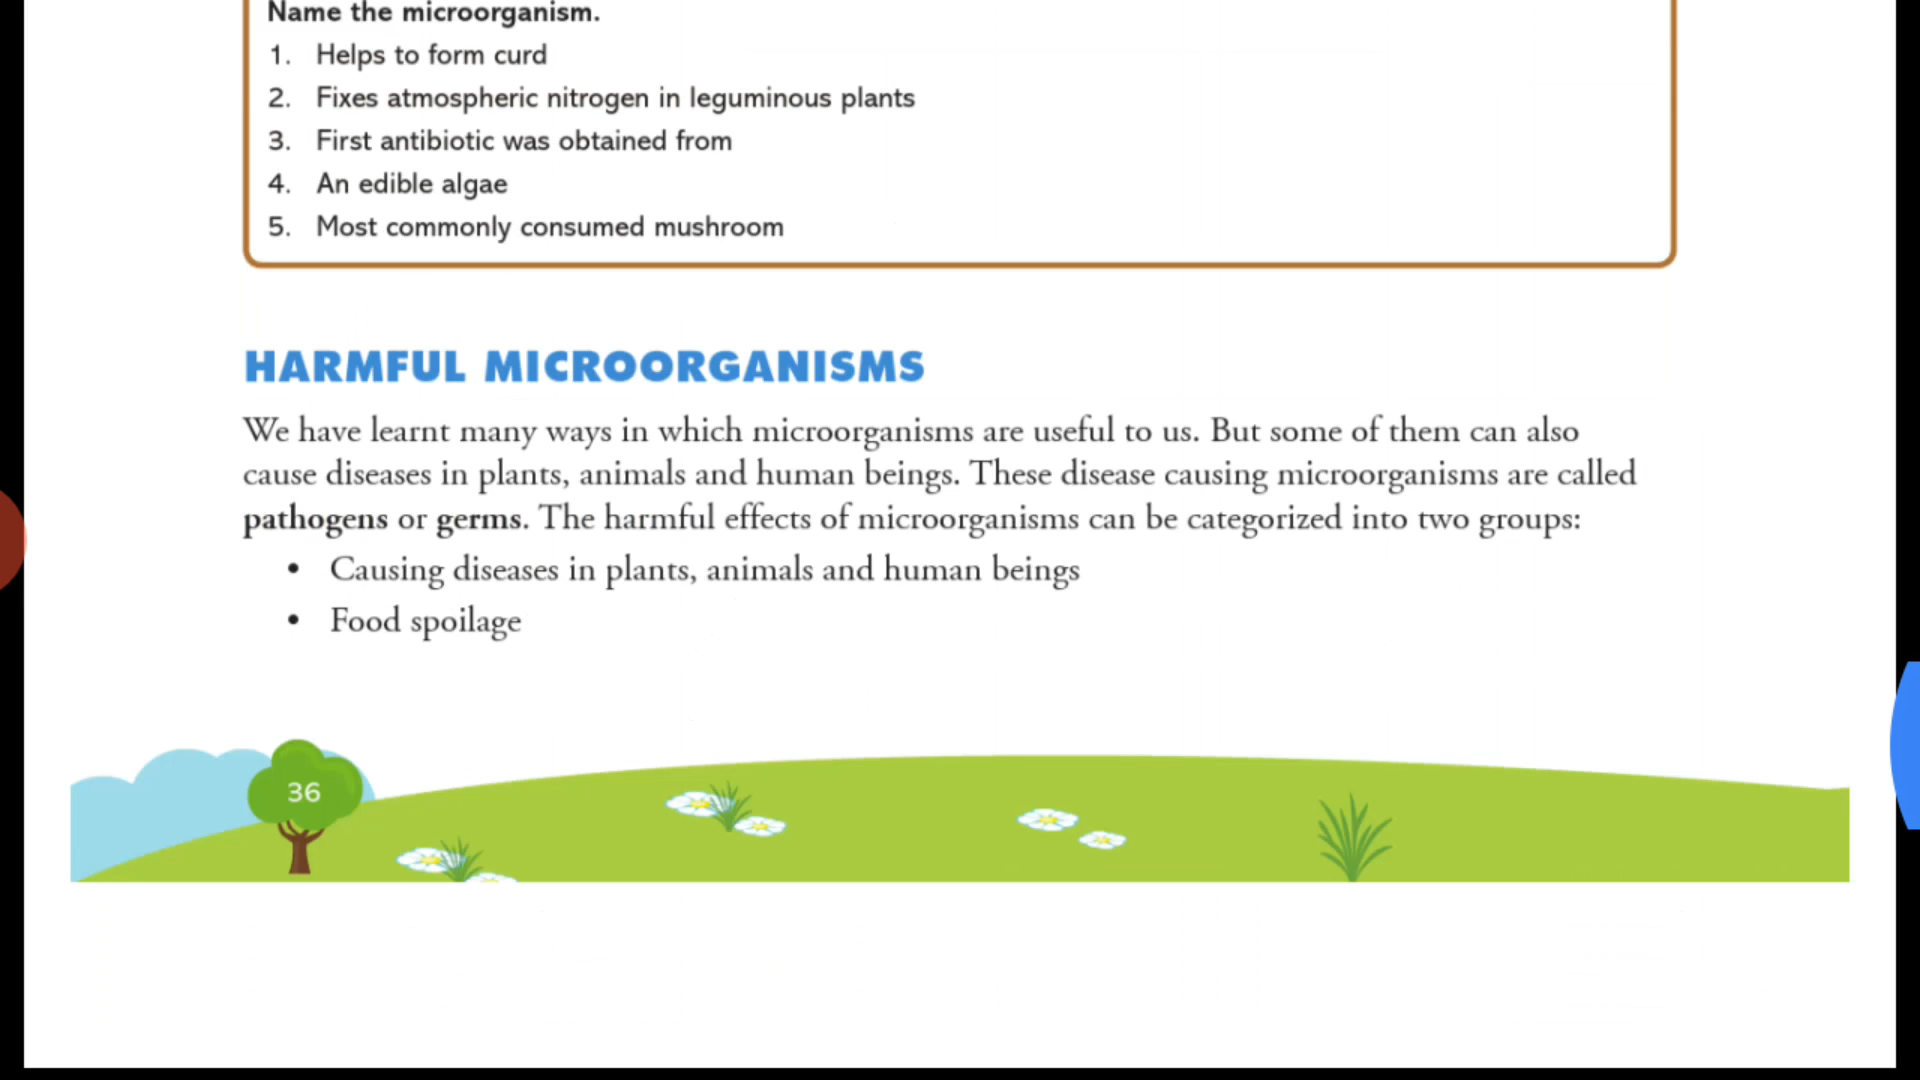 Name the microorganism.
1. Helps to form curd
2. Fixes atmospheric nitrogen in leguminous plants
3. First antibiotic was obtained from
4. An edible algae
5. Most commonly consumed mushroom
HARMFUL MICROORGANISMS
We have learnt many ways in which microorganisms are useful to us. But some of them can also
cause diseases in plants, animals and human beings. These disease causing microorganisms are called
pathogens or germs. The harmful effects of microorganisms can be categorized into two groups:
• Causing diseases in plants, animals and human beings
• Food spoilage
36